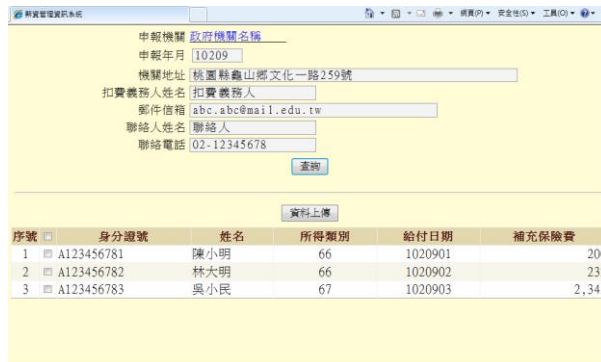 薪資管理資訊系統
網頁(P) 安全性(S) 工具(O)
申報機關 政府機關名稱
申報年月 10209
機關地址 桃園縣龜山鄉文化一路259號
扣費義務人姓名 扣費義務人
郵件信箱 abc.abc@mail.edu.tw
聯絡人姓名 聯絡人
聯絡電話 02-12345678
查詢
資料上傳
序號 身分證號 姓名 所得類別 給付日期 補充保險費
1 A123456781 陳小明 66 1020901 20
2 A123456782 林大明 66 1020902 23
3 A123456783 吳小民 67 1020903 2,34